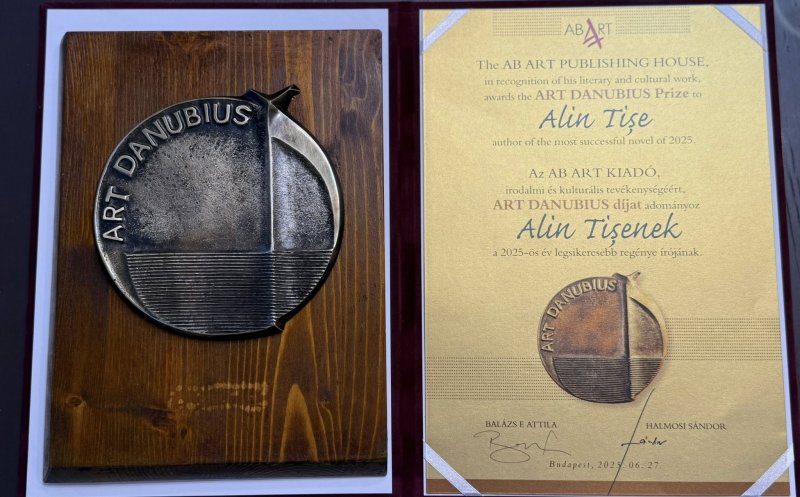 ART DANUBIUS
AB ART
The AB ART PUBLISHING HOUSE,
in recognition of his literary and cultural work,
awards the ART DANUBIUS Prize to
Alin Tișe
author of the most successful novel of 2025.
Az AB ART KIADÓ,
irodalmi és kulturális tevékenységéért,
ART DANUBIUS díjat adományoz
Alin Tișenek
a 2025-ös év legsikeresebb regénye írójának.
ART DANUBIUS
BALÁZS F. ATTILA
HALMOSI SÁNDOR
Budapest, 2025. 06. 27.